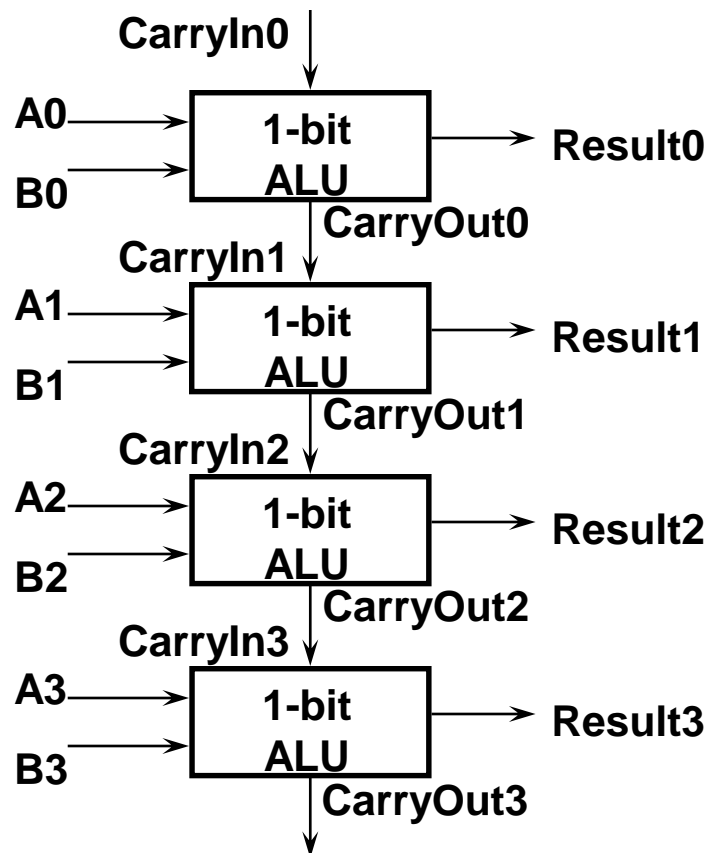 CarryIn0
A0
1-bit
ALU
B0
Result0
CarryOut0
CarryIn1
A1
1-bit
ALU
B1
Result1
CarryOut1
CarryIn2
A2
1-bit
ALU
B2
Result2
CarryOut2
CarryIn3
A3
1-bit
ALU
B3
Result3
CarryOut3